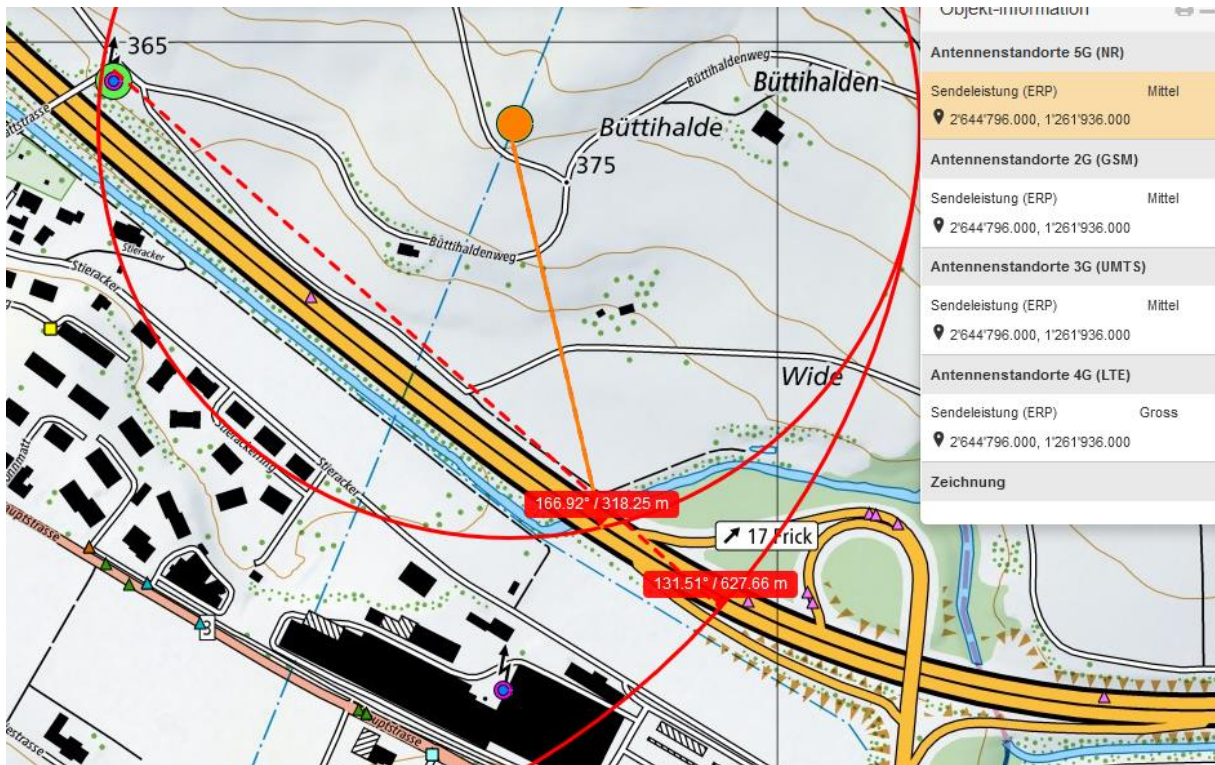 Objekt-Information
Antennenstandorte 5G (NR)
Sendeleistung (ERP) Mittel
2'644'796.000, 1'261'936.000
Antennenstandorte 2G (GSM)
Sendeleistung (ERP) Mittel
2'644'796.000, 1'261'936.000
Antennenstandorte 3G (UMTS)
Sendeleistung (ERP) Mittel
2'644'796.000, 1'261'936.000
Antennenstandorte 4G (LTE)
Sendeleistung (ERP) Gross
2'644'796.000, 1'261'936.000
Zeichnung
365
Büttihaldenweg
Büttihalden
Büttihalde
375
Büttihaldenweg
Stieracker
Stieracker
Wide
Stierackerring
Stieracker
166.92° / 318.25 m
17 Frick
131.51° / 627.66 m